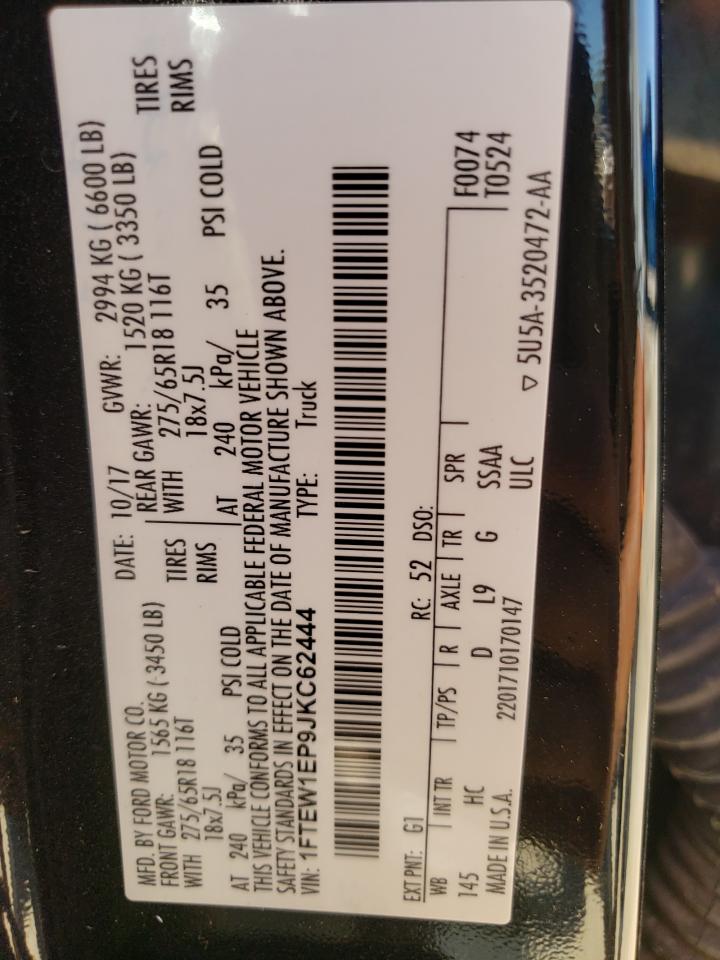 MFD. BY FORD MOTOR CO.
DATE: 10/17 GVWR: 2994 KG ( 6600 LB)
FRONT GAWR: 1565 KG ( 3450 LB) REAR GAWR: 1520 KG ( 3350 LB)
WITH 275/65R18 116T TIRES WITH 275/65R18 116T TIRES
18x7.5J RIMS 18x7.5J RIMS
AT 240 kPa/ 35 PSI COLD AT 240 kPa/ 35 PSI COLD
THIS VEHICLE CONFORMS TO ALL APPLICABLE FEDERAL MOTOR VEHICLE
SAFETY STANDARDS IN EFFECT ON THE DATE OF MANUFACTURE SHOWN ABOVE.
VIN: 1FTEW1EP9JKC62444 TYPE: Truck
EXT PNT: G1 RC: 52 DSO: F0074
WB INT TR TP/PS R AXLE TR SPR T0524
145 HC D L9 G SSAA
MADE IN U.S.A. 2201710170147 ULC ▽ 5U5A-3520472-AA